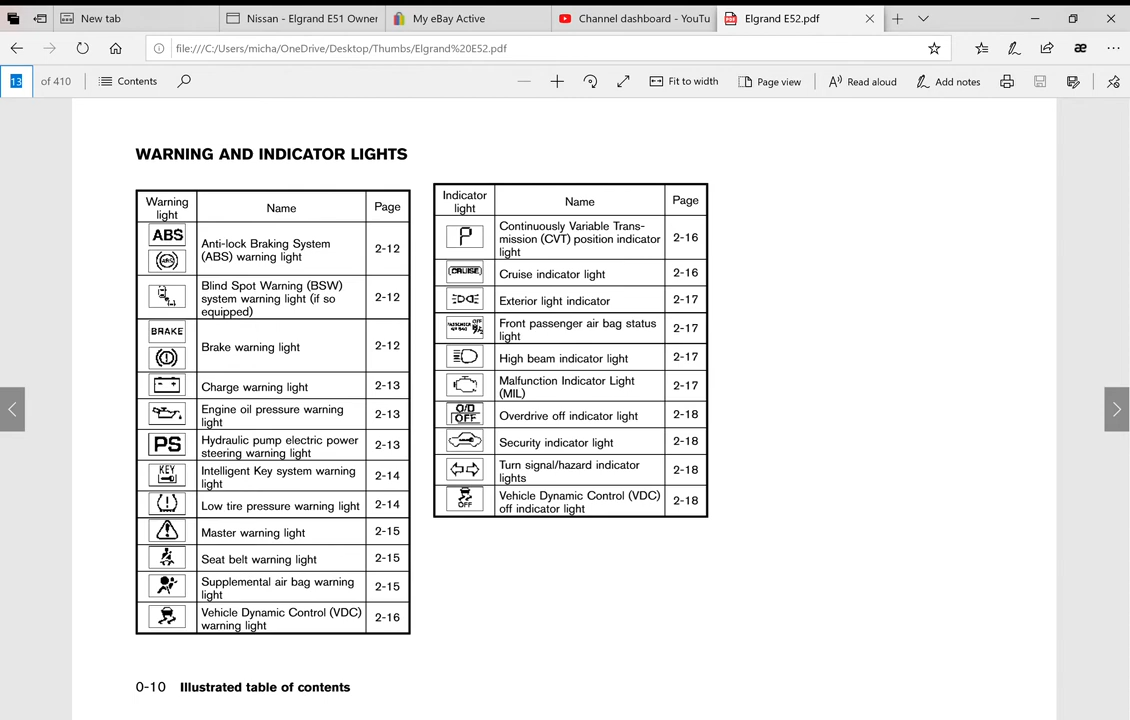 New tab
Nissan - Elgrand E51 Owner
My eBay Active
Channel dashboard - YouTu
Elgrand E52.pdf
file:///C:/Users/micha/OneDrive/Desktop/Thumbs/Elgrand%20E52.pdf
13 of 410
Contents
Fit to width
Page view
Read aloud
Add notes
WARNING AND INDICATOR LIGHTS
Warning
light
Name
Page
ABS
Anti-lock Braking System
(ABS) warning light
2-12
Blind Spot Warning (BSW)
system warning light (if so
equipped)
2-12
BRAKE
Brake warning light
2-12
Charge warning light
2-13
Engine oil pressure warning
light
2-13
PS
Hydraulic pump electric power
steering warning light
2-13
KEY
Intelligent Key system warning
light
2-14
Low tire pressure warning light
2-14
Master warning light
2-15
Seat belt warning light
2-15
Supplemental air bag warning
light
2-15
Vehicle Dynamic Control (VDC)
warning light
2-16
Indicator
light
Name
Page
P
Continuously Variable Trans-
mission (CVT) position indicator
light
2-16
CRUISE
Cruise indicator light
2-16
Exterior light indicator
2-17
PASSENGER
AIR BAG
OFF
Front passenger air bag status
light
2-17
High beam indicator light
2-17
Malfunction Indicator Light
(MIL)
2-17
O/D
OFF
Overdrive off indicator light
2-18
Security indicator light
2-18
Turn signal/hazard indicator
lights
2-18
OFF
Vehicle Dynamic Control (VDC)
off indicator light
2-18
0-10 Illustrated table of contents